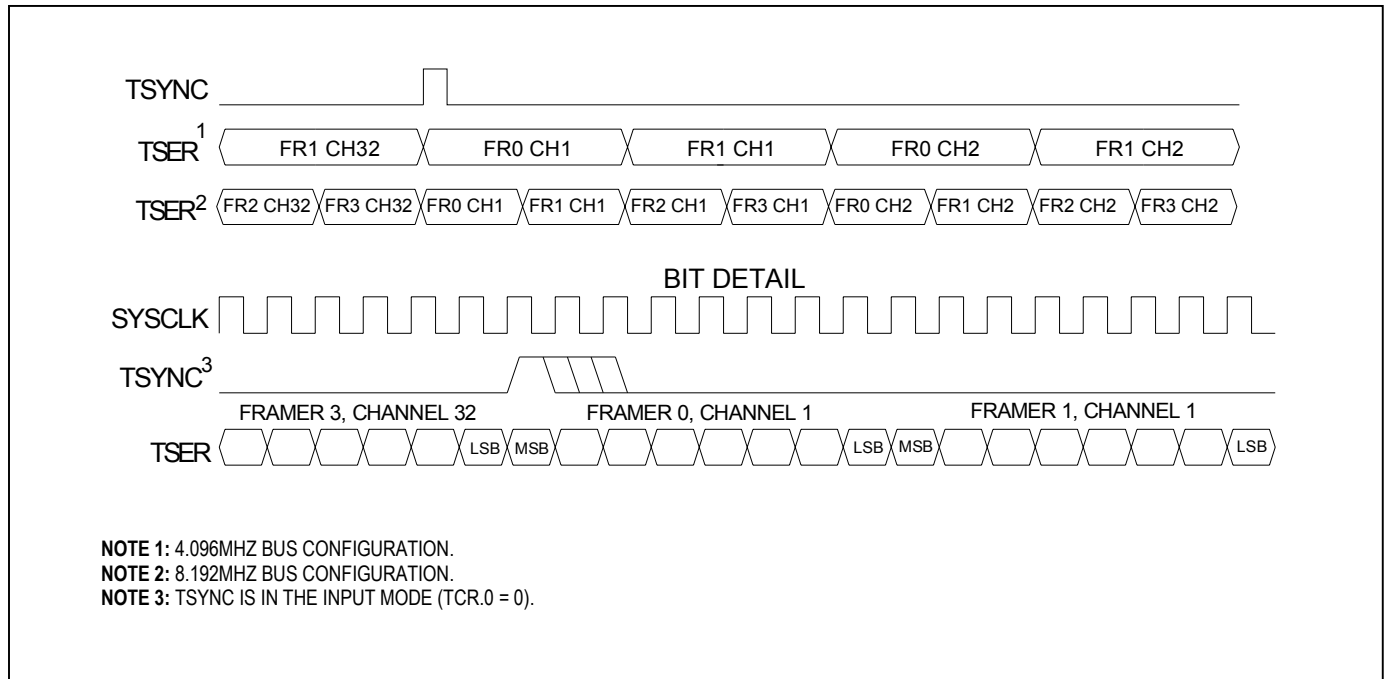 TSYNC
TSER1 FR1 CH32 FR0 CH1 FR1 CH1 FR0 CH2 FR1 CH2
TSER2 FR2 CH32 FR3 CH32 FR0 CH1 FR1 CH1 FR2 CH1 FR3 CH1 FR0 CH2 FR1 CH2 FR2 CH2 FR3 CH2
BIT DETAIL
SYSCLK
TSYNC3
FRAMER 3, CHANNEL 32 FRAMER 0, CHANNEL 1 FRAMER 1, CHANNEL 1
TSER LSB MSB LSB MSB LSB
NOTE 1: 4.096MHZ BUS CONFIGURATION.
NOTE 2: 8.192MHZ BUS CONFIGURATION.
NOTE 3: TSYNC IS IN THE INPUT MODE (TCR.0 = 0).